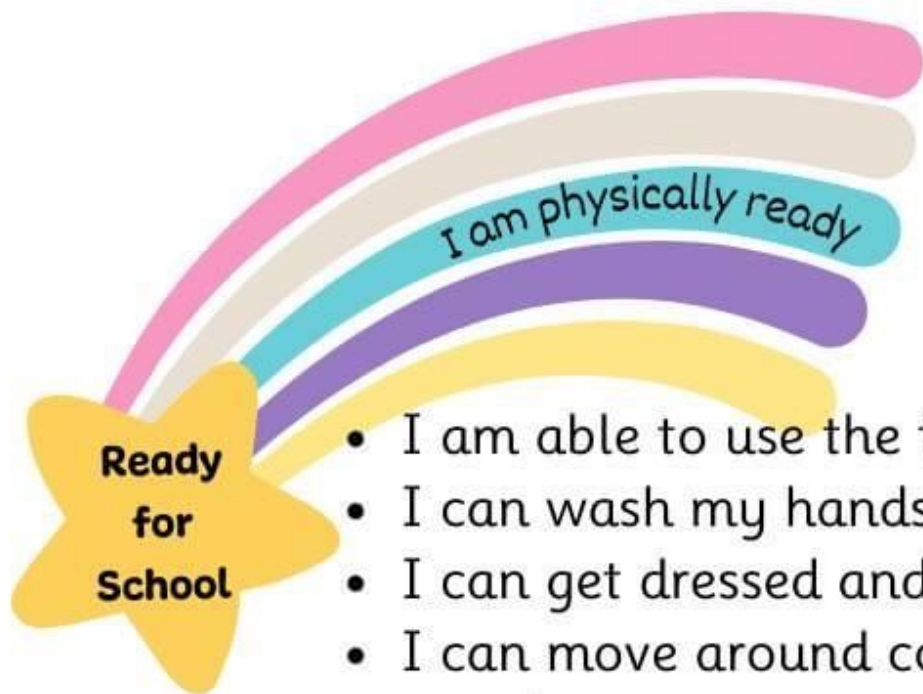 I am physically ready
Ready
for
School
• I am able to use the
• I can wash my hands
• I can get dressed and
• I can move around